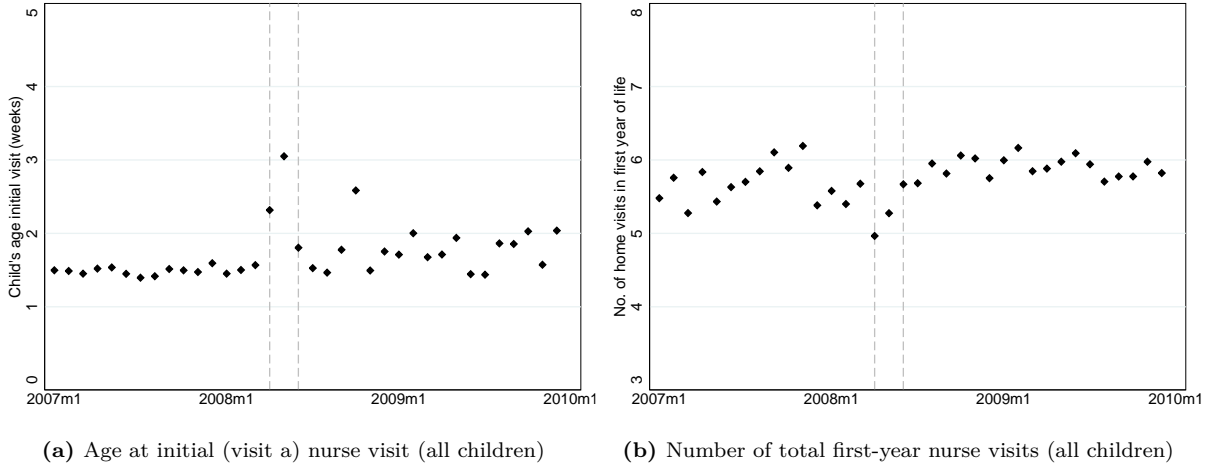 5
4
3
2
1
0
Child's age initial visit (weeks)
2007m1 2008m1 2009m1 2010m1
(a) Age at initial (visit a) nurse visit (all children)
8
7
6
5
4
3
No. of home visits in first year of life
2007m1 2008m1 2009m1 2010m1
(b) Number of total first-year nurse visits (all children)